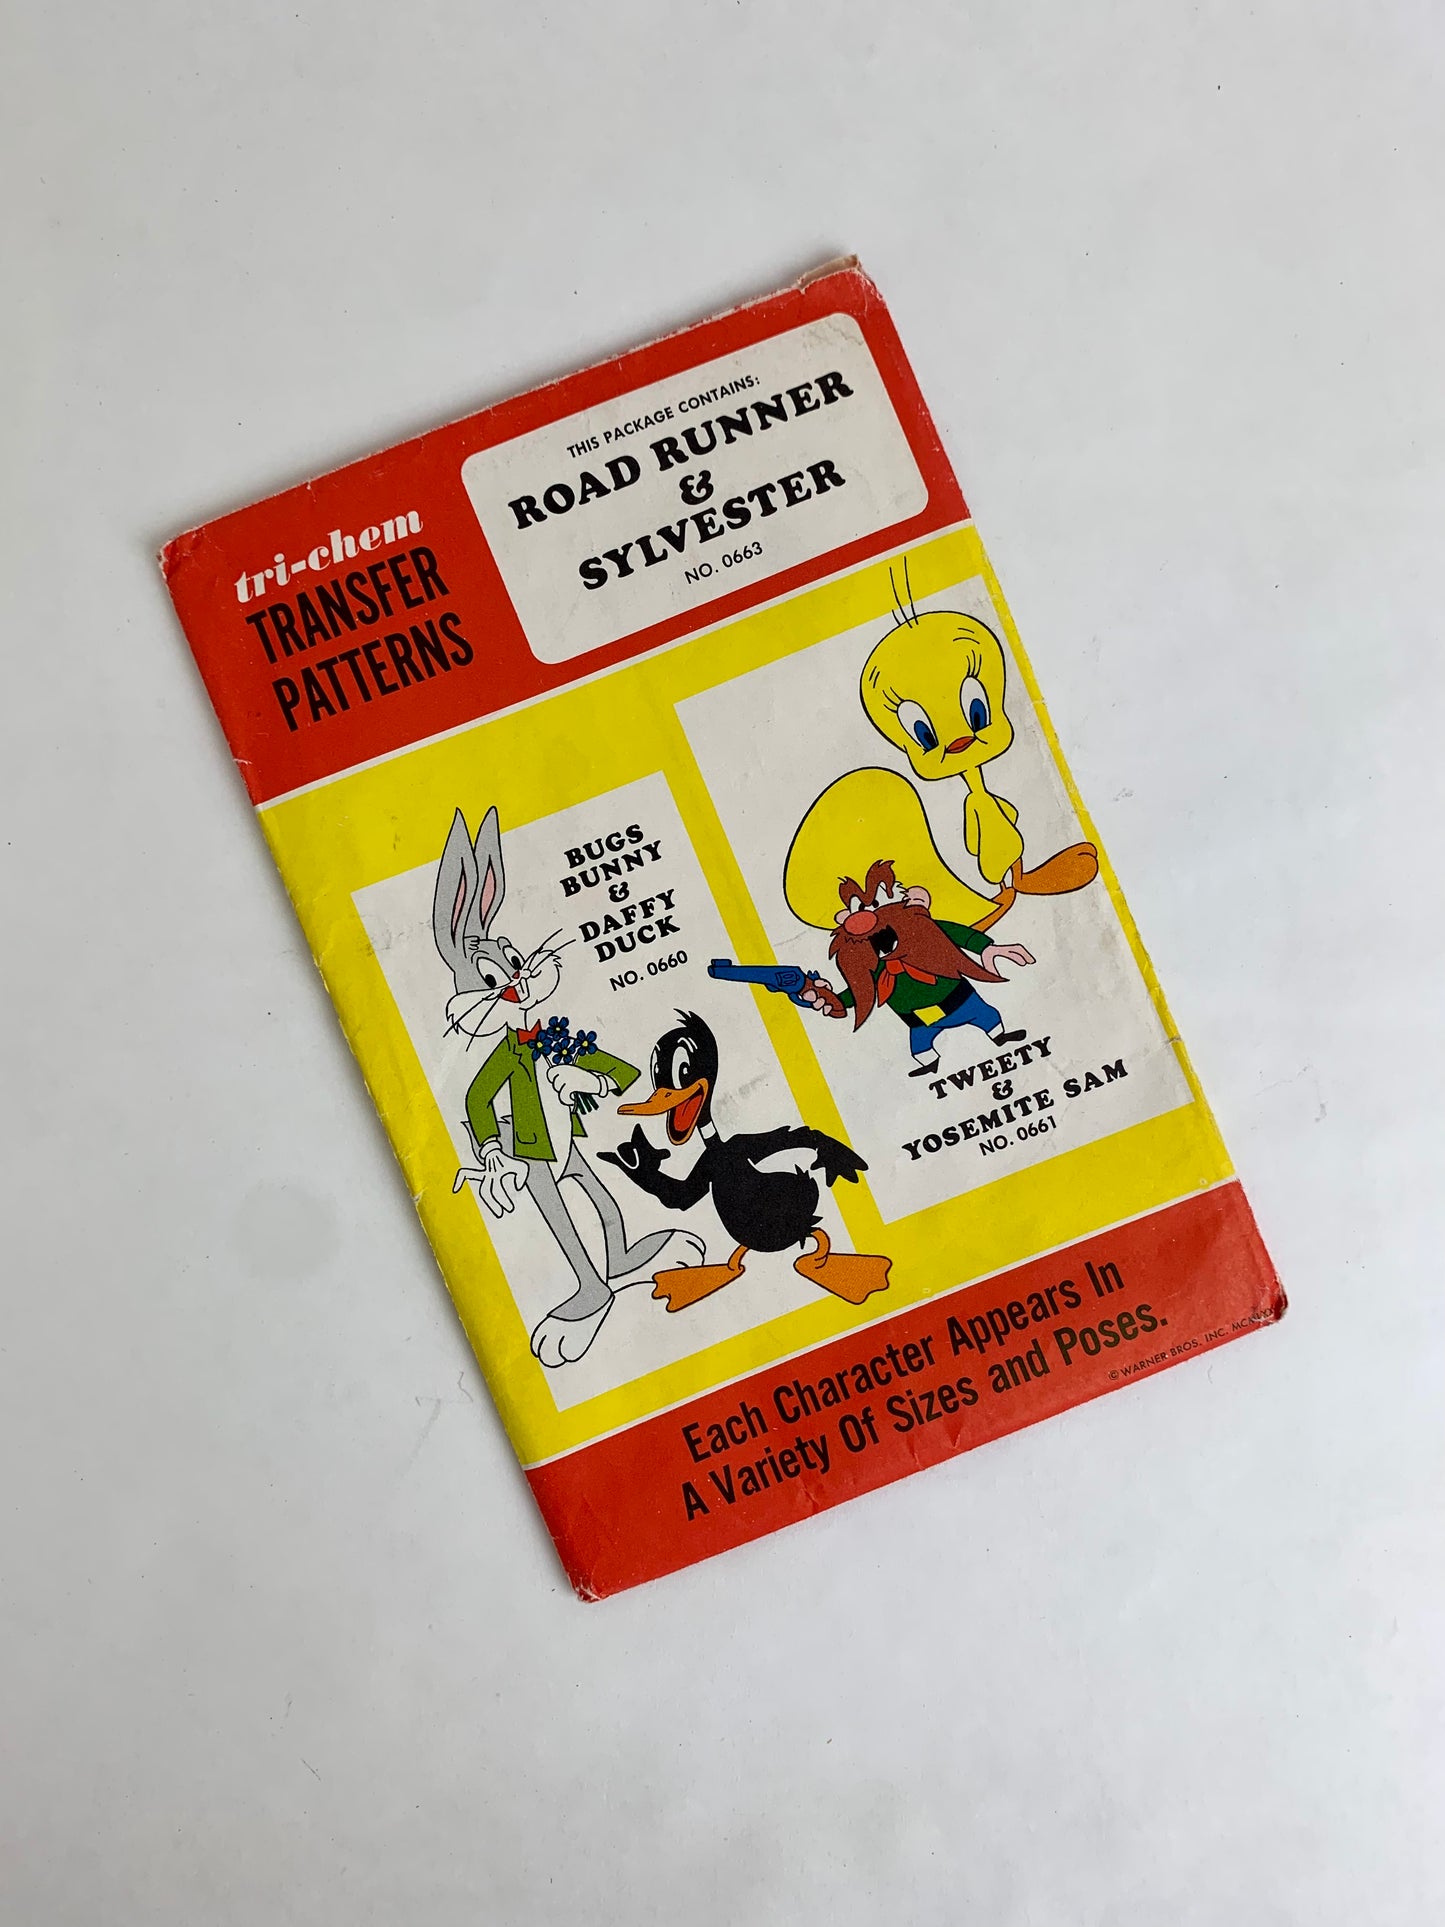 tri-chem
TRANSFER
PATTERNS
THIS PACKAGE CONTAINS:
ROAD RUNNER
&
SYLVESTER
NO. 0663
BUGS
BUNNY
&
DAFFY
DUCK
NO. 0660
TWEETY
&
YOSEMITE SAM
NO. 0661
Each Character Appears In
A Variety Of Sizes and Poses.
© WARNER BROS. INC.